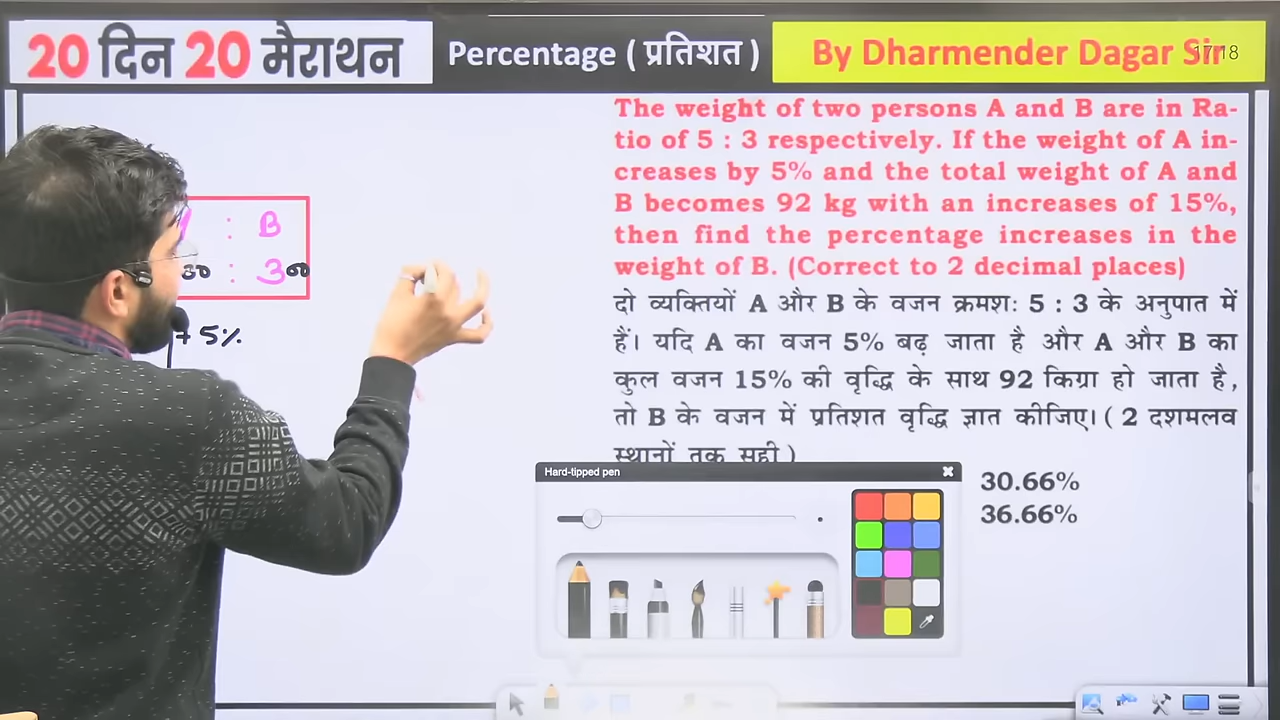 20 दिन 20 मैराथन
Percentage ( प्रतिशत )
By Dharmender Dagar Sir
17:18
The weight of two persons A and B are in Ra-
tio of 5 : 3 respectively. If the weight of A in-
creases by 5% and the total weight of A and
B becomes 92 kg with an increases of 15%,
then find the percentage increases in the
weight of B. (Correct to 2 decimal places)
दो व्यक्तियों A और B के वजन क्रमश: 5 : 3 के अनुपात में
हैं। यदि A का वजन 5% बढ़ जाता है और A और B का
कुल वजन 15% की वृद्धि के साथ 92 किग्रा हो जाता है,
तो B के वजन में प्रतिशत वृद्धि ज्ञात कीजिए। ( 2 दशमलव
स्थानों तक सही )
: B
: 300
+ 5%
Hard-tipped pen
30.66%
36.66%